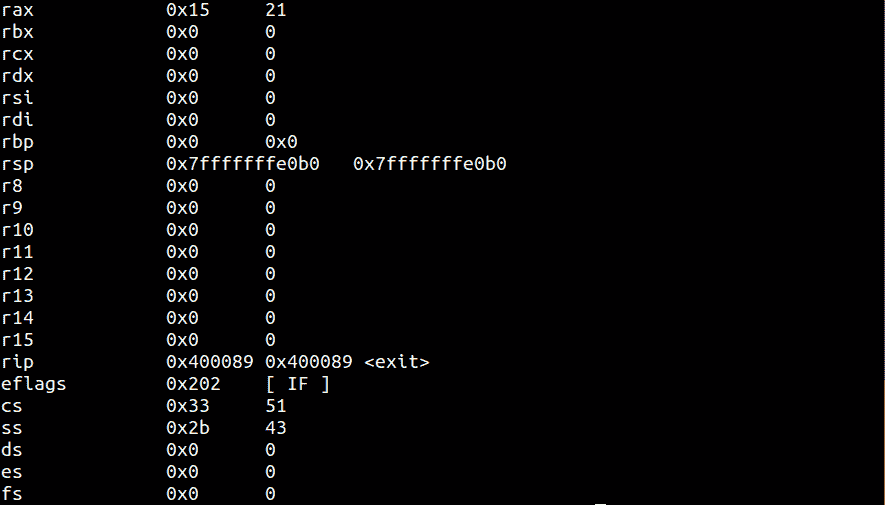 rax 0x15 21
rbx 0x0 0
rcx 0x0 0
rdx 0x0 0
rsi 0x0 0
rdi 0x0 0
rbp 0x0 0x0
rsp 0x7fffffffe0b0 0x7fffffffe0b0
r8 0x0 0
r9 0x0 0
r10 0x0 0
r11 0x0 0
r12 0x0 0
r13 0x0 0
r14 0x0 0
r15 0x0 0
rip 0x400089 0x400089 <exit>
eflags 0x202 [ IF ]
cs 0x33 51
ss 0x2b 43
ds 0x0 0
es 0x0 0
fs 0x0 0